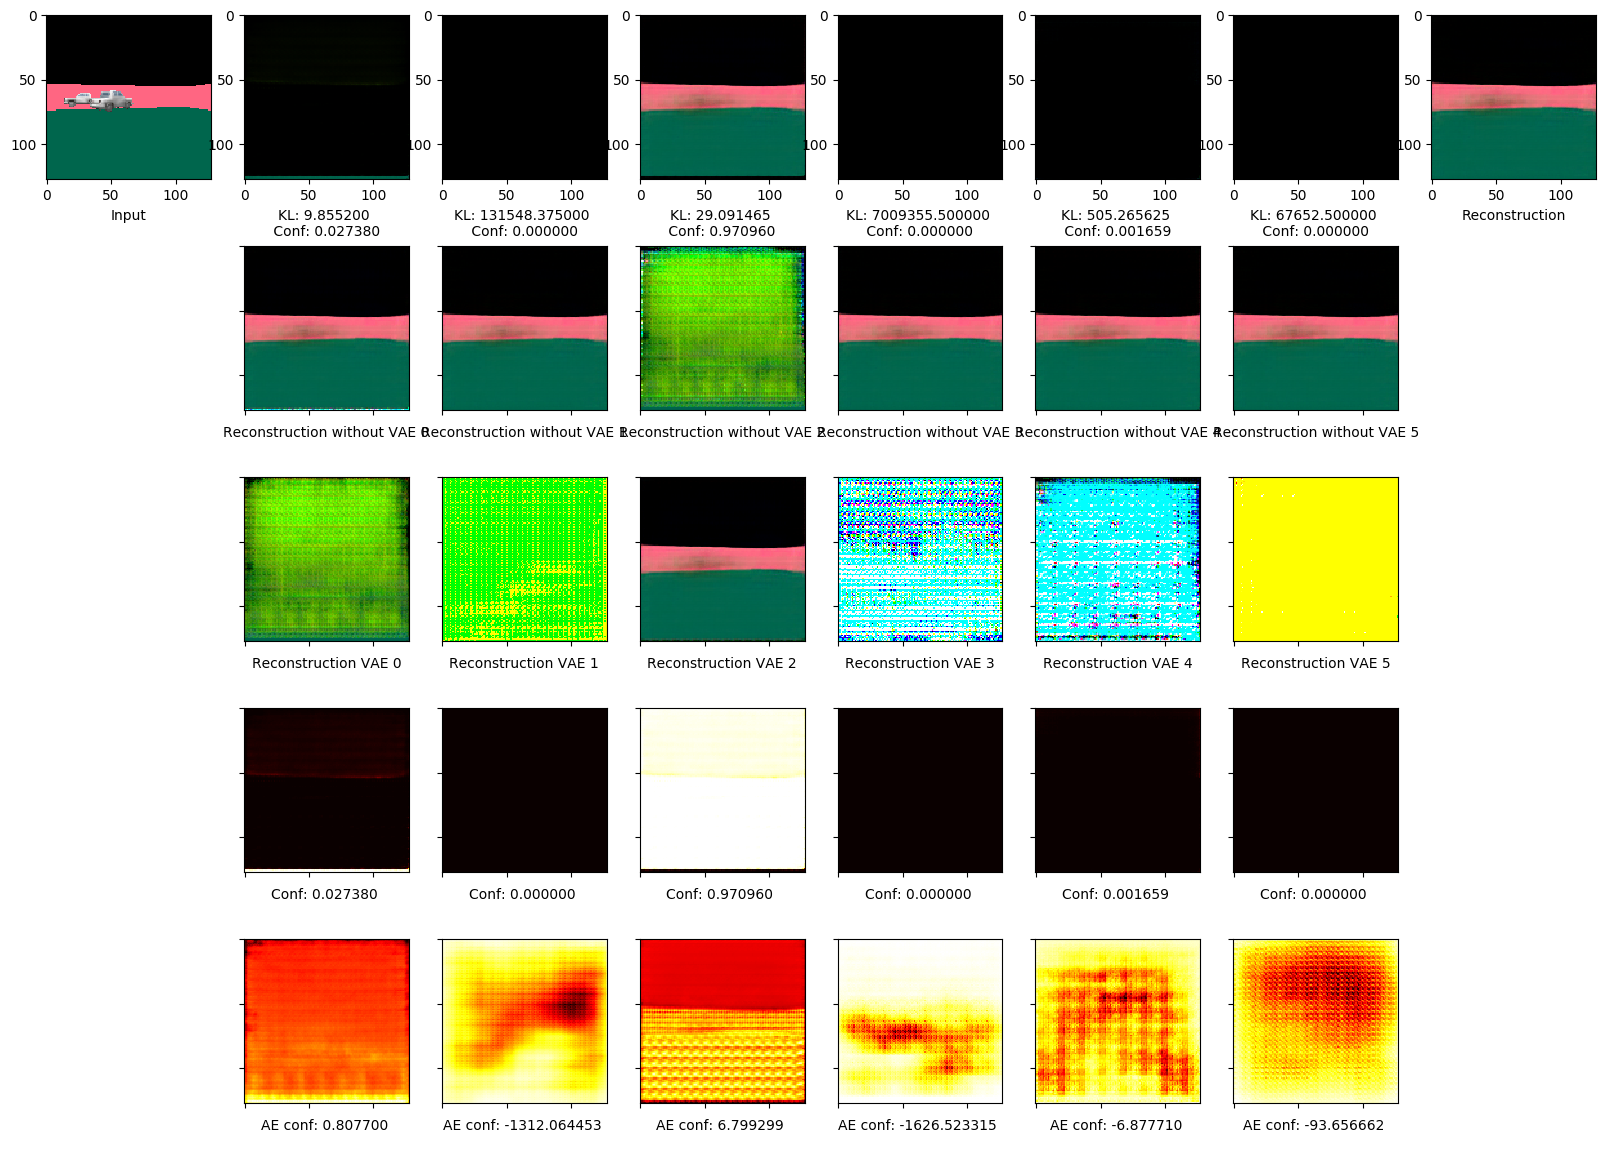 0
50
100
0 50 100
Input
0
50
100
0 50 100
KL: 9.855200
Conf: 0.027380
0
50
100
0 50 100
KL: 131548.375000
Conf: 0.000000
0
50
100
0 50 100
KL: 29.091465
Conf: 0.970960
0
50
100
0 50 100
KL: 7009355.500000
Conf: 0.000000
0
50
100
0 50 100
KL: 505.265625
Conf: 0.001659
0
50
100
0 50 100
KL: 67652.500000
Conf: 0.000000
0
50
100
0 50 100
Reconstruction
Reconstruction without VAE 0
Reconstruction without VAE 1
Reconstruction without VAE 2
Reconstruction without VAE 3
Reconstruction without VAE 4
Reconstruction without VAE 5
Reconstruction VAE 0
Reconstruction VAE 1
Reconstruction VAE 2
Reconstruction VAE 3
Reconstruction VAE 4
Reconstruction VAE 5
Conf: 0.027380
Conf: 0.000000
Conf: 0.970960
Conf: 0.000000
Conf: 0.001659
Conf: 0.000000
AE conf: 0.807700
AE conf: -1312.064453
AE conf: 6.799299
AE conf: -1626.523315
AE conf: -6.877710
AE conf: -93.656662